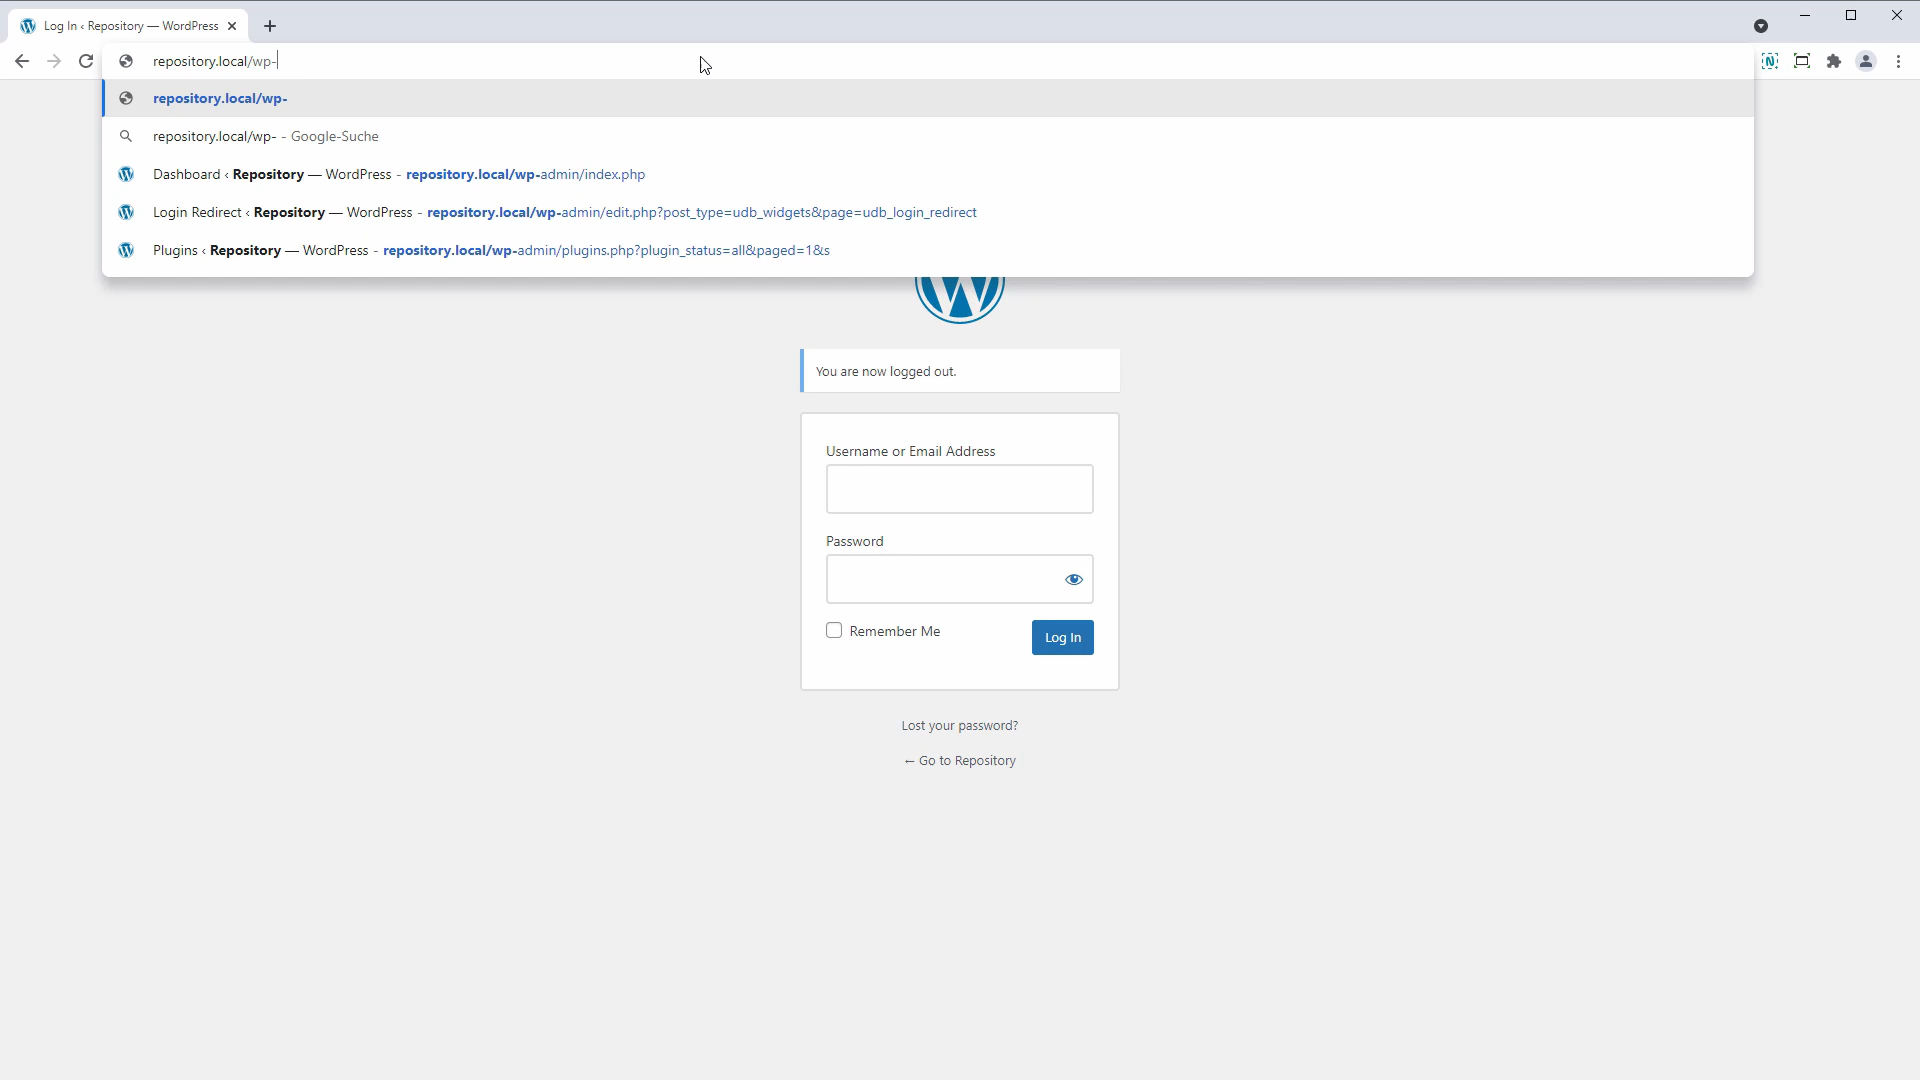 Log In ‹ Repository — WordPress
repository.local/wp-
repository.local/wp-
repository.local/wp- - Google-Suche
Dashboard ‹ Repository — WordPress - repository.local/wp-admin/index.php
Login Redirect ‹ Repository — WordPress - repository.local/wp-admin/edit.php?post_type=udb_widgets&page=udb_login_redirect
Plugins ‹ Repository — WordPress - repository.local/wp-admin/plugins.php?plugin_status=all&paged=1&s
You are now logged out.
Username or Email Address
Password
Remember Me
Log In
Lost your password?
← Go to Repository